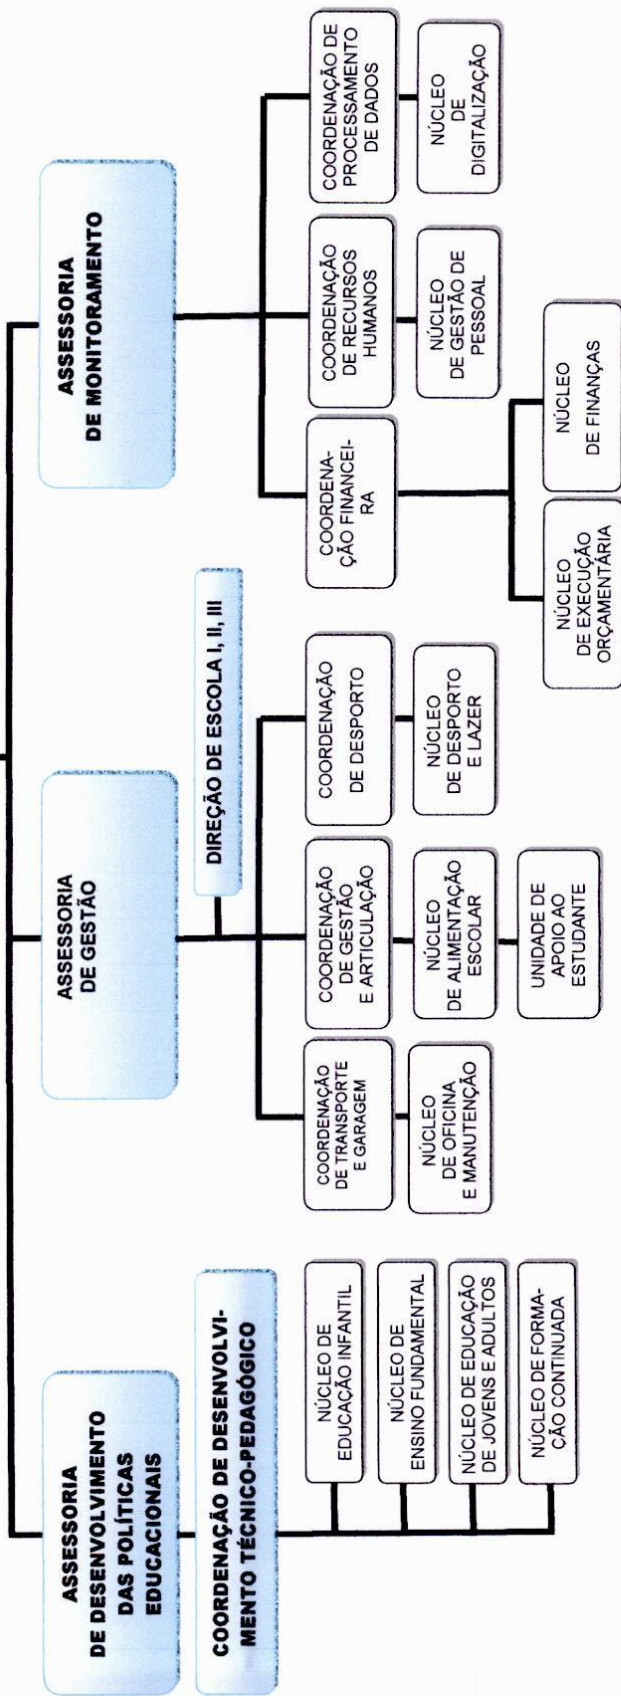 ASSESSORIA
DE DESENVOLVIMENTO
DAS POLÍTICAS
EDUCACIONAIS
COORDENAÇÃO DE DESENVOLVI-
MENTO TÉCNICO-PEDAGÓGICO
NÚCLEO DE
EDUCAÇÃO INFANTIL
NÚCLEO DE
ENSINO FUNDAMENTAL
NÚCLEO DE EDUCAÇÃO
DE JOVENS E ADULTOS
NÚCLEO DE FORMA-
ÇÃO CONTINUADA
ASSESSORIA
DE GESTÃO
DIREÇÃO DE ESCOLA I, II, III
COORDENAÇÃO
DE TRANSPORTE
E GARAGEM
NÚCLEO
DE OFICINA
E MANUTENÇÃO
COORDENAÇÃO
DE GESTÃO
E ARTICULAÇÃO
NÚCLEO
DE ALIMENTAÇÃO
ESCOLAR
UNIDADE DE
APOIO AO
ESTUDANTE
COORDENAÇÃO
DE DESPORTO
NÚCLEO
DE DESPORTO
E LAZER
ASSESSORIA
DE MONITORAMENTO
COORDENA-
ÇÃO FINANCEI-
RA
NÚCLEO
DE EXECUÇÃO
ORÇAMENTÁRIA
NÚCLEO
DE FINANÇAS
COORDENAÇÃO
DE RECURSOS
HUMANOS
NÚCLEO
DE GESTÃO DE
PESSOAL
COORDENAÇÃO DE
PROCESSAMENTO
DE DADOS
NÚCLEO
DE
DIGITALIZAÇÃO